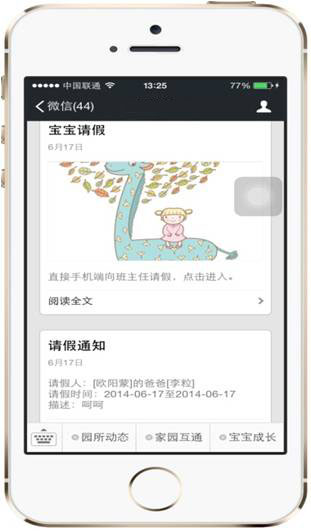 中国联通 13:25 77%
微信(44)
宝宝请假
6月17日
直接手机端向班主任请假，点击进入。
阅读全文
请假通知
6月17日
请假人：[欧阳蒙]的爸爸[李粒]
请假时间：2014-06-17至2014-06-17
描述：呵呵
园所动态 家园互通 宝宝成长